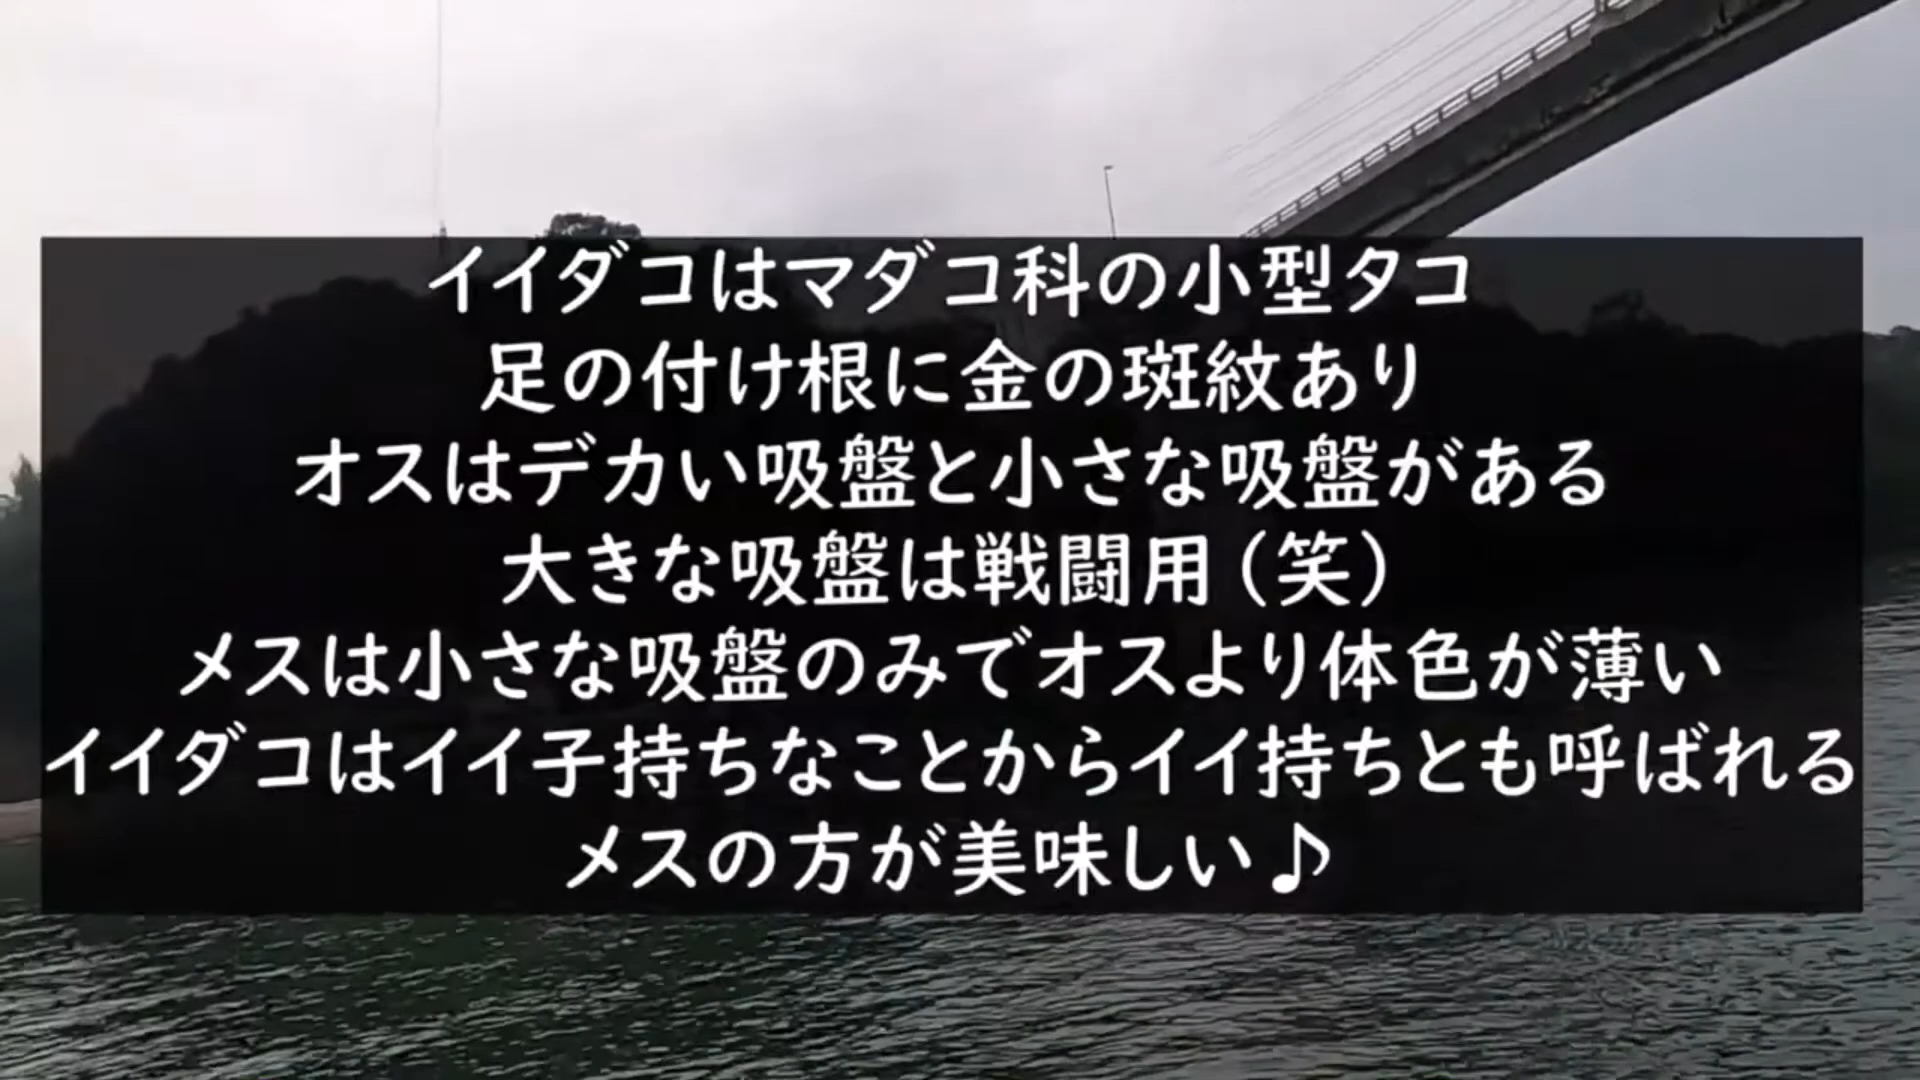 イイダコはマダコ科の小型タコ
足の付け根に金の斑紋あり
オスはデカい吸盤と小さな吸盤がある
大きな吸盤は戦闘用（笑）
メスは小さな吸盤のみでオスより体色が薄い
イイダコはイイ子持ちなことからイイ持ちとも呼ばれる
メスの方が美味しい♪